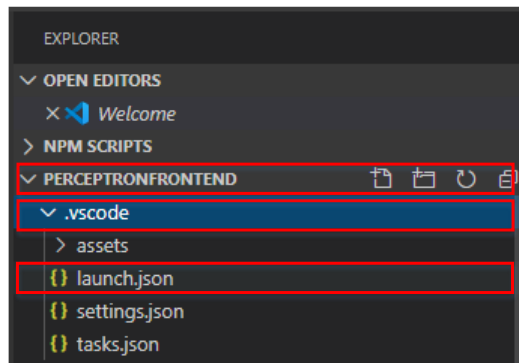 EXPLORER
OPEN EDITORS
Welcome
NPM SCRIPTS
PERCEPTRONFRONTEND
.vscode
assets
{} launch.json
{} settings.json
{} tasks.json